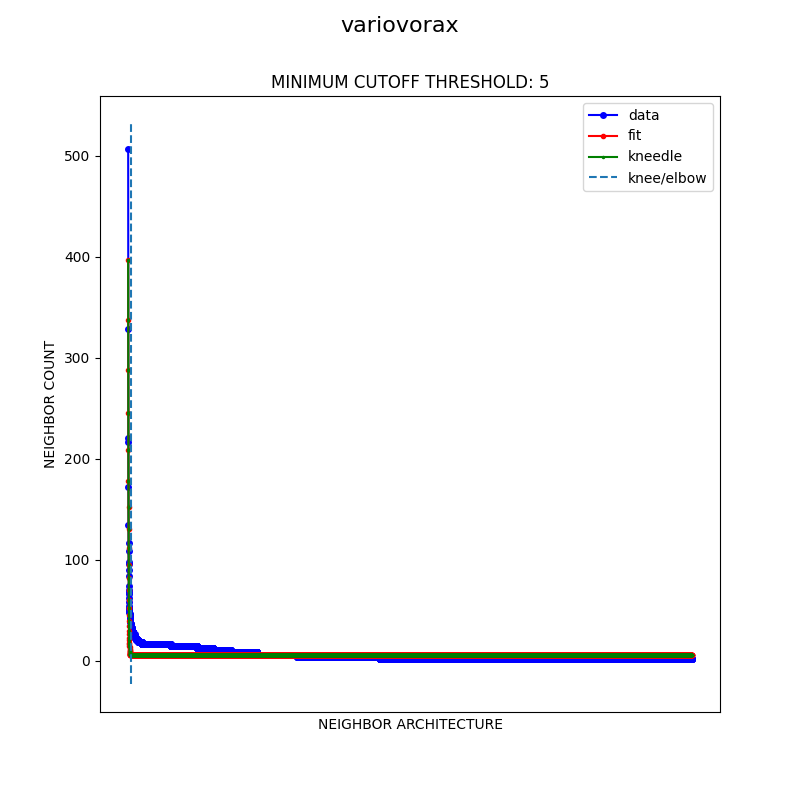 variovorax
MINIMUM CUTOFF THRESHOLD: 5
data
fit
kneedle
knee/elbow
500
400
300
200
100
0
NEIGHBOR COUNT
NEIGHBOR ARCHITECTURE